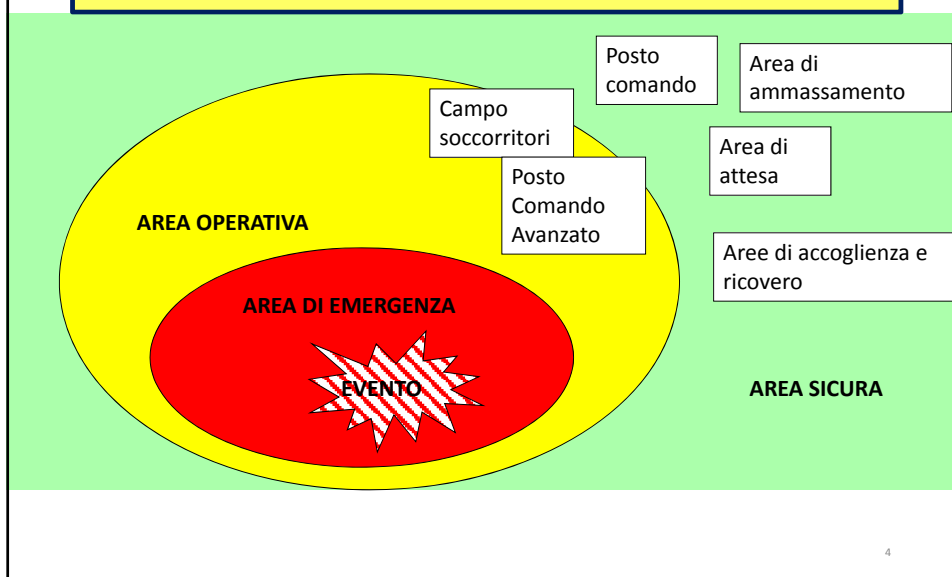 Posto
comando
Area di
ammassamento
Campo
soccorritori
Area di
attesa
Posto
Comando
Avanzato
AREA OPERATIVA
Aree di accoglienza e
ricovero
AREA DI EMERGENZA
EVENTO
AREA SICURA
4